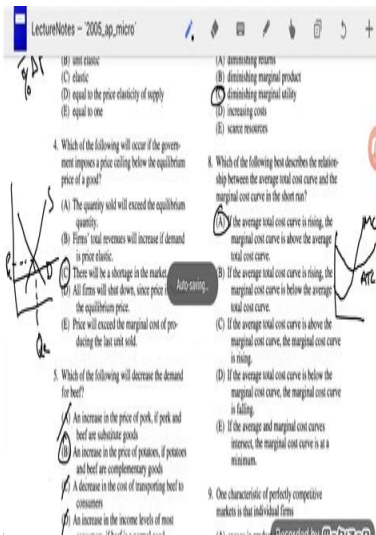 LectureNotes - '2005_ap_micro'
(B) unit elastic
(C) elastic
(D) equal to the price elasticity of supply
(E) equal to one
4. Which of the following will occur if the govern-
ment imposes a price ceiling below the equilibrium
price of a good?
(A) The quantity sold will exceed the equilibrium
quantity.
(B) Firms' total revenues will increase if demand
is price elastic.
(C) There will be a shortage in the market.
(D) All firms will shut down, since price is
the equilibrium price.
(E) Price will exceed the marginal cost of pro-
ducing the last unit sold.
5. Which of the following will decrease the demand
for beef?
(A) An increase in the price of pork, if pork and
beef are substitute goods
(B) An increase in the price of potatoes, if potatoes
and beef are complementary goods
(C) A decrease in the cost of transporting beef to
consumers
(D) An increase in the income levels of most
consumers, if beef is a normal good
(A) diminishing returns
(B) diminishing marginal product
(C) diminishing marginal utility
(D) increasing costs
(E) scarce resources
8. Which of the following best describes the relation-
ship between the average total cost curve and the
marginal cost curve in the short run?
(A) If the average total cost curve is rising, the
marginal cost curve is above the average
total cost curve.
(B) If the average total cost curve is rising, the
marginal cost curve is below the average
total cost curve.
(C) If the average total cost curve is above the
marginal cost curve, the marginal cost curve
is rising.
(D) If the average total cost curve is below the
marginal cost curve, the marginal cost curve
is falling.
(E) If the average and marginal cost curves
intersect, the marginal cost curve is at a
minimum.
9. One characteristic of perfectly competitive
markets is that individual firms
Auto-saving...
S
D
Qe
MC
ATC
Recorded by